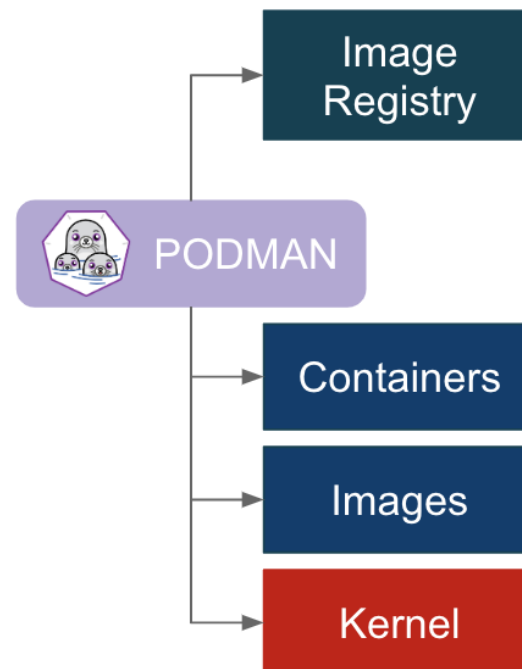 Image
Registry
PODMAN
Containers
Images
Kernel